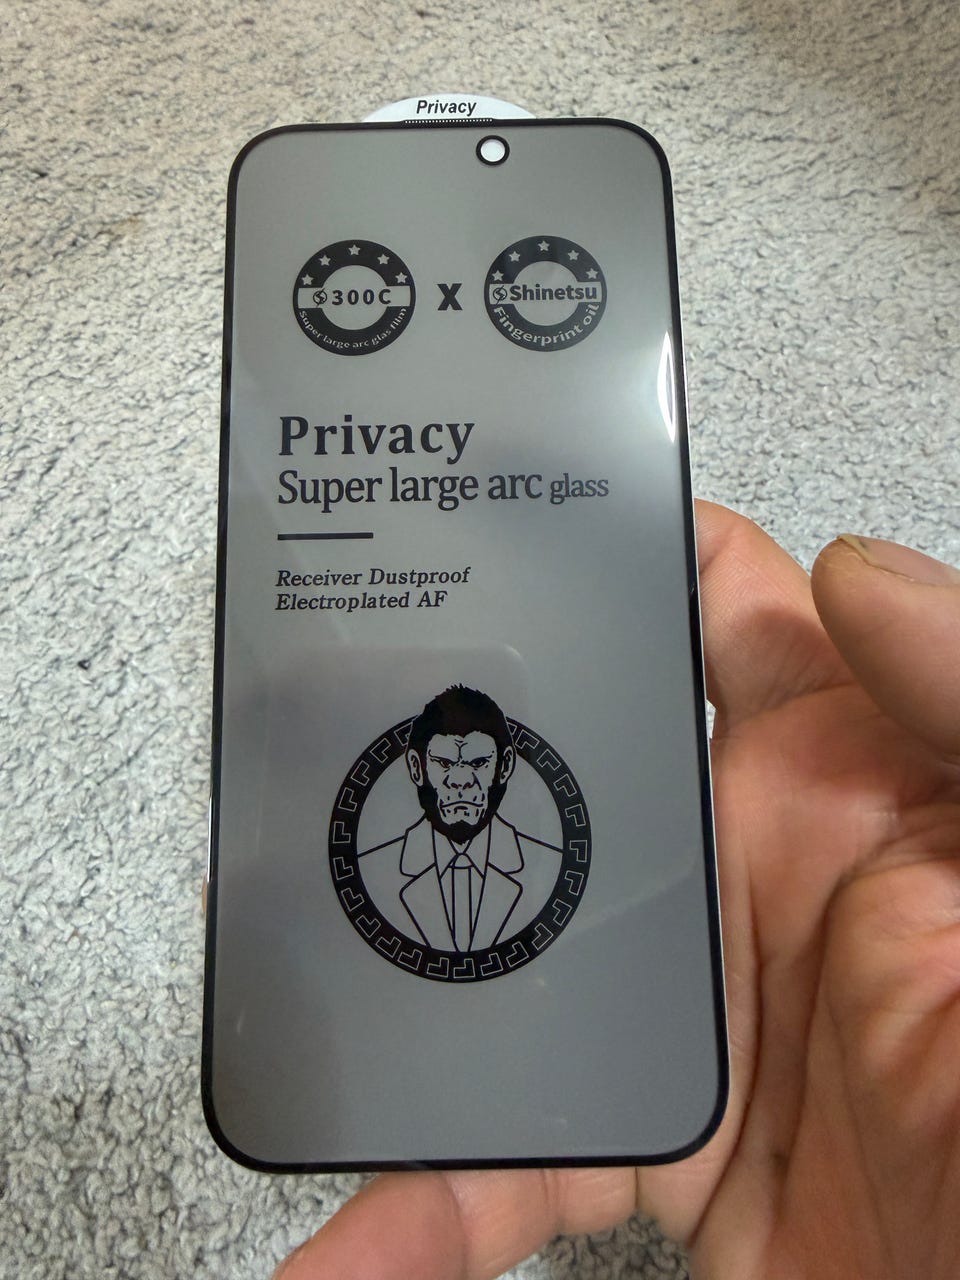 Privacy
300C
Super large arc glas film
X
Shinetsu
Fingerprint oil
Privacy
Super large arc glass
Receiver Dustproof
Electroplated AF